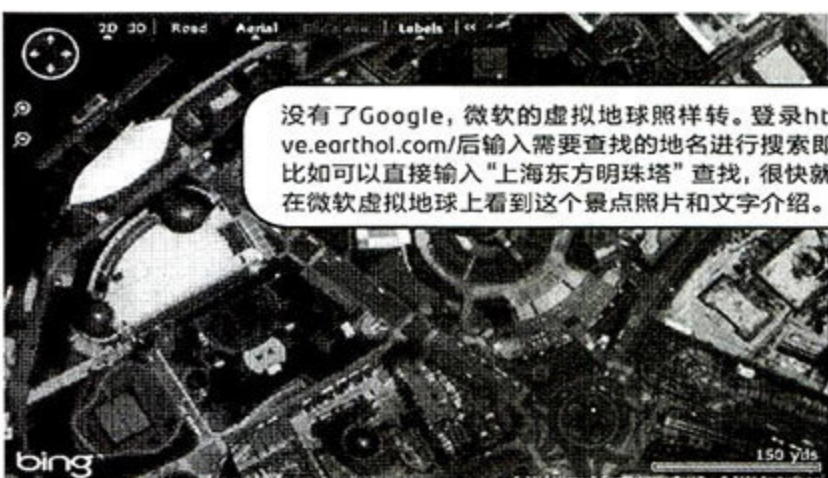 2D 3D | Road Aerial | Labels | «
没有了Google，微软的虚拟地球照样转。登录ht
ve.earthol.com/后输入需要查找的地名进行搜索即
比如可以直接输入“上海东方明珠塔”查找，很快就
在微软虚拟地球上看到这个景点照片和文字介绍。
bing
150 yds